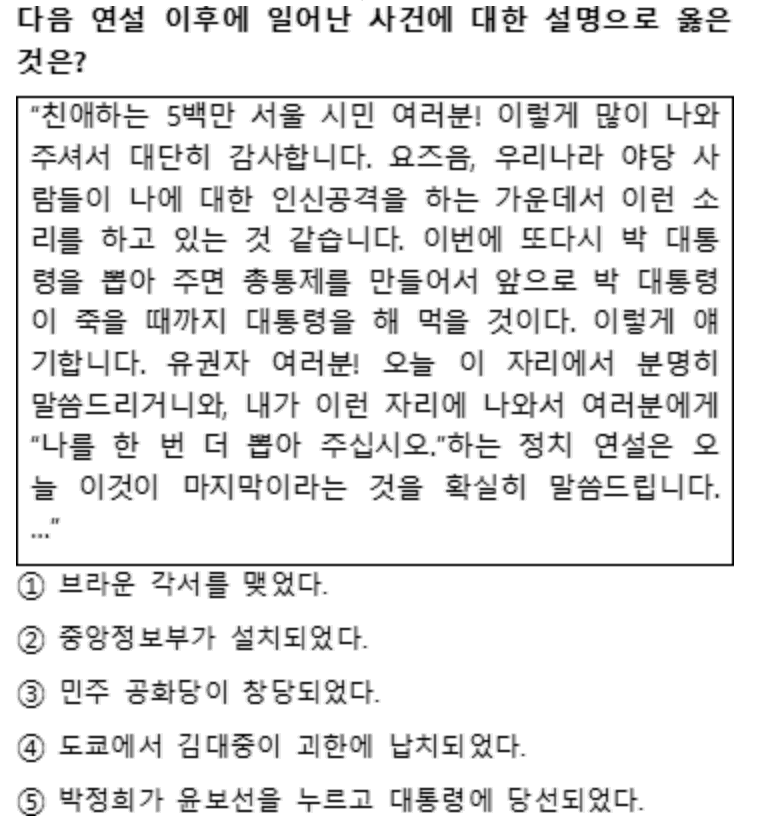 다음 연설 이후에 일어난 사건에 대한 설명으로 옳은
것은?
“친애하는 5백만 서울 시민 여러분! 이렇게 많이 나와
주셔서 대단히 감사합니다. 요즈음, 우리나라 야당 사
람들이 나에 대한 인신공격을 하는 가운데서 이런 소
리를 하고 있는 것 같습니다. 이번에 또다시 박 대통
령을 뽑아 주면 총통제를 만들어서 앞으로 박 대통령
이 죽을 때까지 대통령을 해 먹을 것이다. 이렇게 얘
기합니다. 유권자 여러분! 오늘 이 자리에서 분명히
말씀드리거니와, 내가 이런 자리에 나와서 여러분에게
“나를 한 번 더 뽑아 주십시오.”하는 정치 연설은 오
늘 이것이 마지막이라는 것을 확실히 말씀드립니다.
…”
① 브라운 각서를 맺었다.
② 중앙정보부가 설치되었다.
③ 민주 공화당이 창당되었다.
④ 도쿄에서 김대중이 괴한에 납치되었다.
⑤ 박정희가 윤보선을 누르고 대통령에 당선되었다.